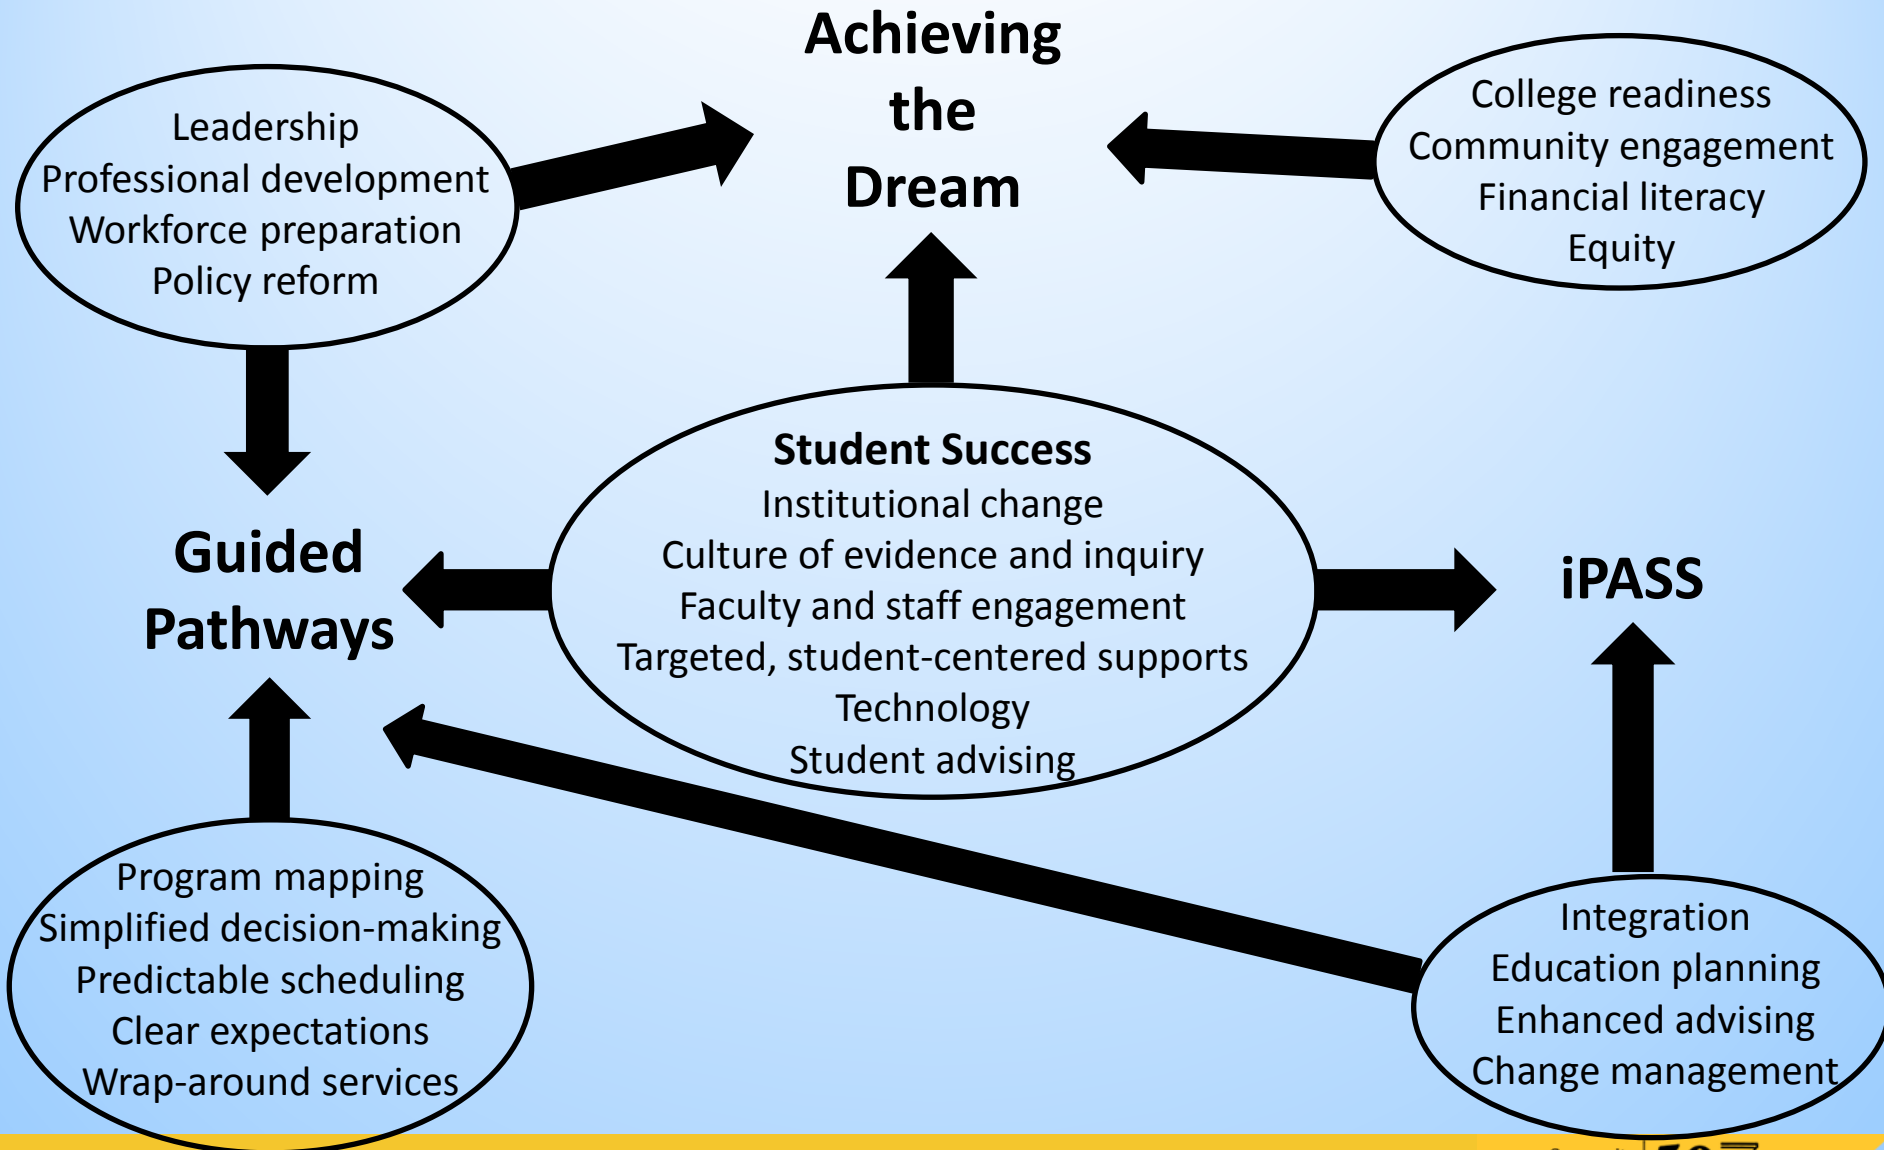 Achieving
the
Dream
Leadership
Professional development
Workforce preparation
Policy reform
College readiness
Community engagement
Financial literacy
Equity
Student Success
Institutional change
Culture of evidence and inquiry
Faculty and staff engagement
Targeted, student-centered supports
Technology
Student advising
Guided
Pathways
iPASS
Program mapping
Simplified decision-making
Predictable scheduling
Clear expectations
Wrap-around services
Integration
Education planning
Enhanced advising
Change management